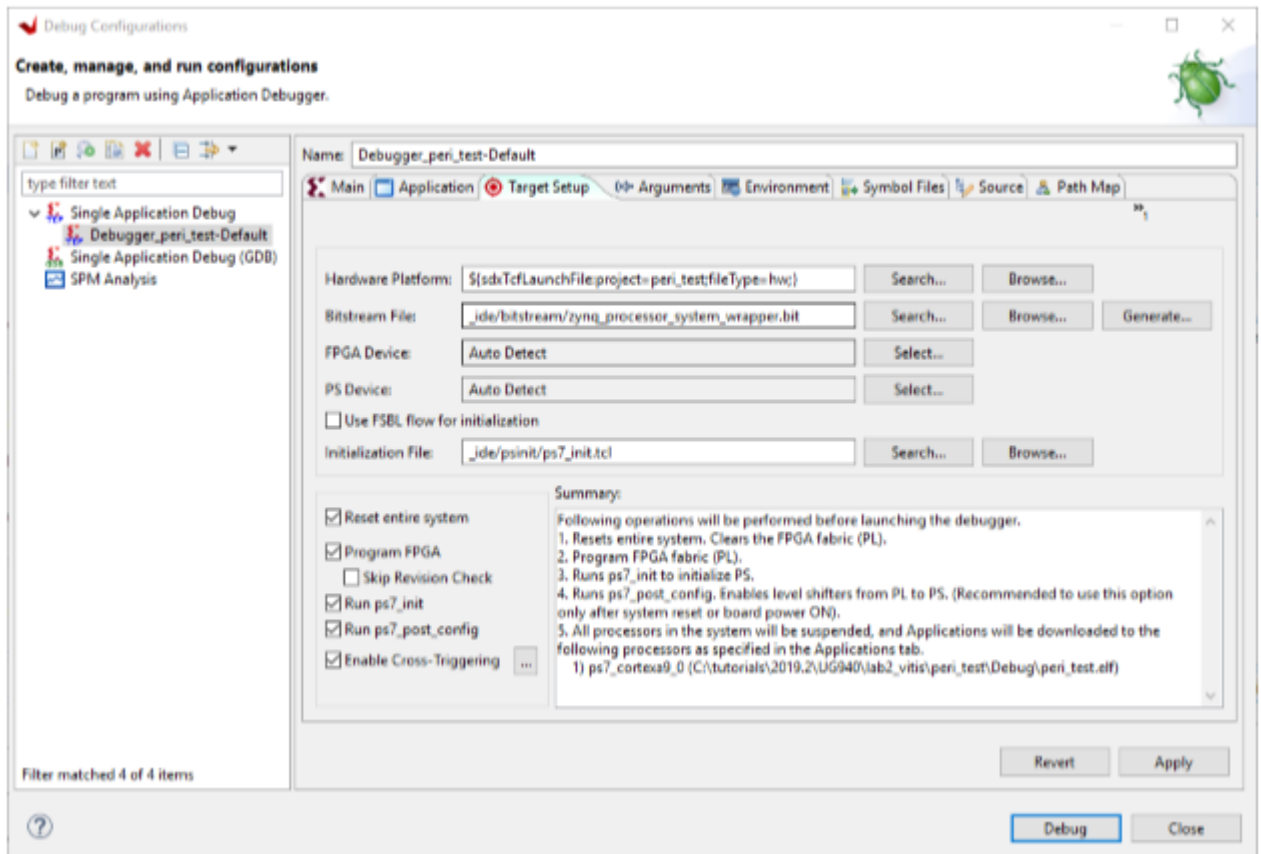 Debug Configurations
Create, manage, and run configurations
Debug a program using Application Debugger.
type filter text
Single Application Debug
Debugger_peri_test-Default
Single Application Debug (GDB)
SPM Analysis
Filter matched 4 of 4 items
Name: Debugger_peri_test-Default
Main Application Target Setup Arguments Environment Symbol Files Source Path Map
»1
Hardware Platform: ${sdxTcfLaunchFile:project=peri_test;fileType=hw;} Search... Browse...
Bitstream File: _ide/bitstream/zynq_processor_system_wrapper.bit Search... Browse... Generate...
FPGA Device: Auto Detect Select...
PS Device: Auto Detect Select...
Use FSBL flow for initialization
Initialization File: _ide/psinit/ps7_init.tcl Search... Browse...
Reset entire system
Program FPGA
Skip Revision Check
Run ps7_init
Run ps7_post_config
Enable Cross-Triggering ...
Summary:
Following operations will be performed before launching the debugger.
1. Resets entire system. Clears the FPGA fabric (PL).
2. Program FPGA fabric (PL).
3. Runs ps7_init to initialize PS.
4. Runs ps7_post_config. Enables level shifters from PL to PS. (Recommended to use this option
only after system reset or board power ON).
5. All processors in the system will be suspended, and Applications will be downloaded to the
following processors as specified in the Applications tab.
1) ps7_cortexa9_0 (C:\tutorials\2019.2\UG940\lab2_vitis\peri_test\Debug\peri_test.elf)
Revert Apply
? Debug Close